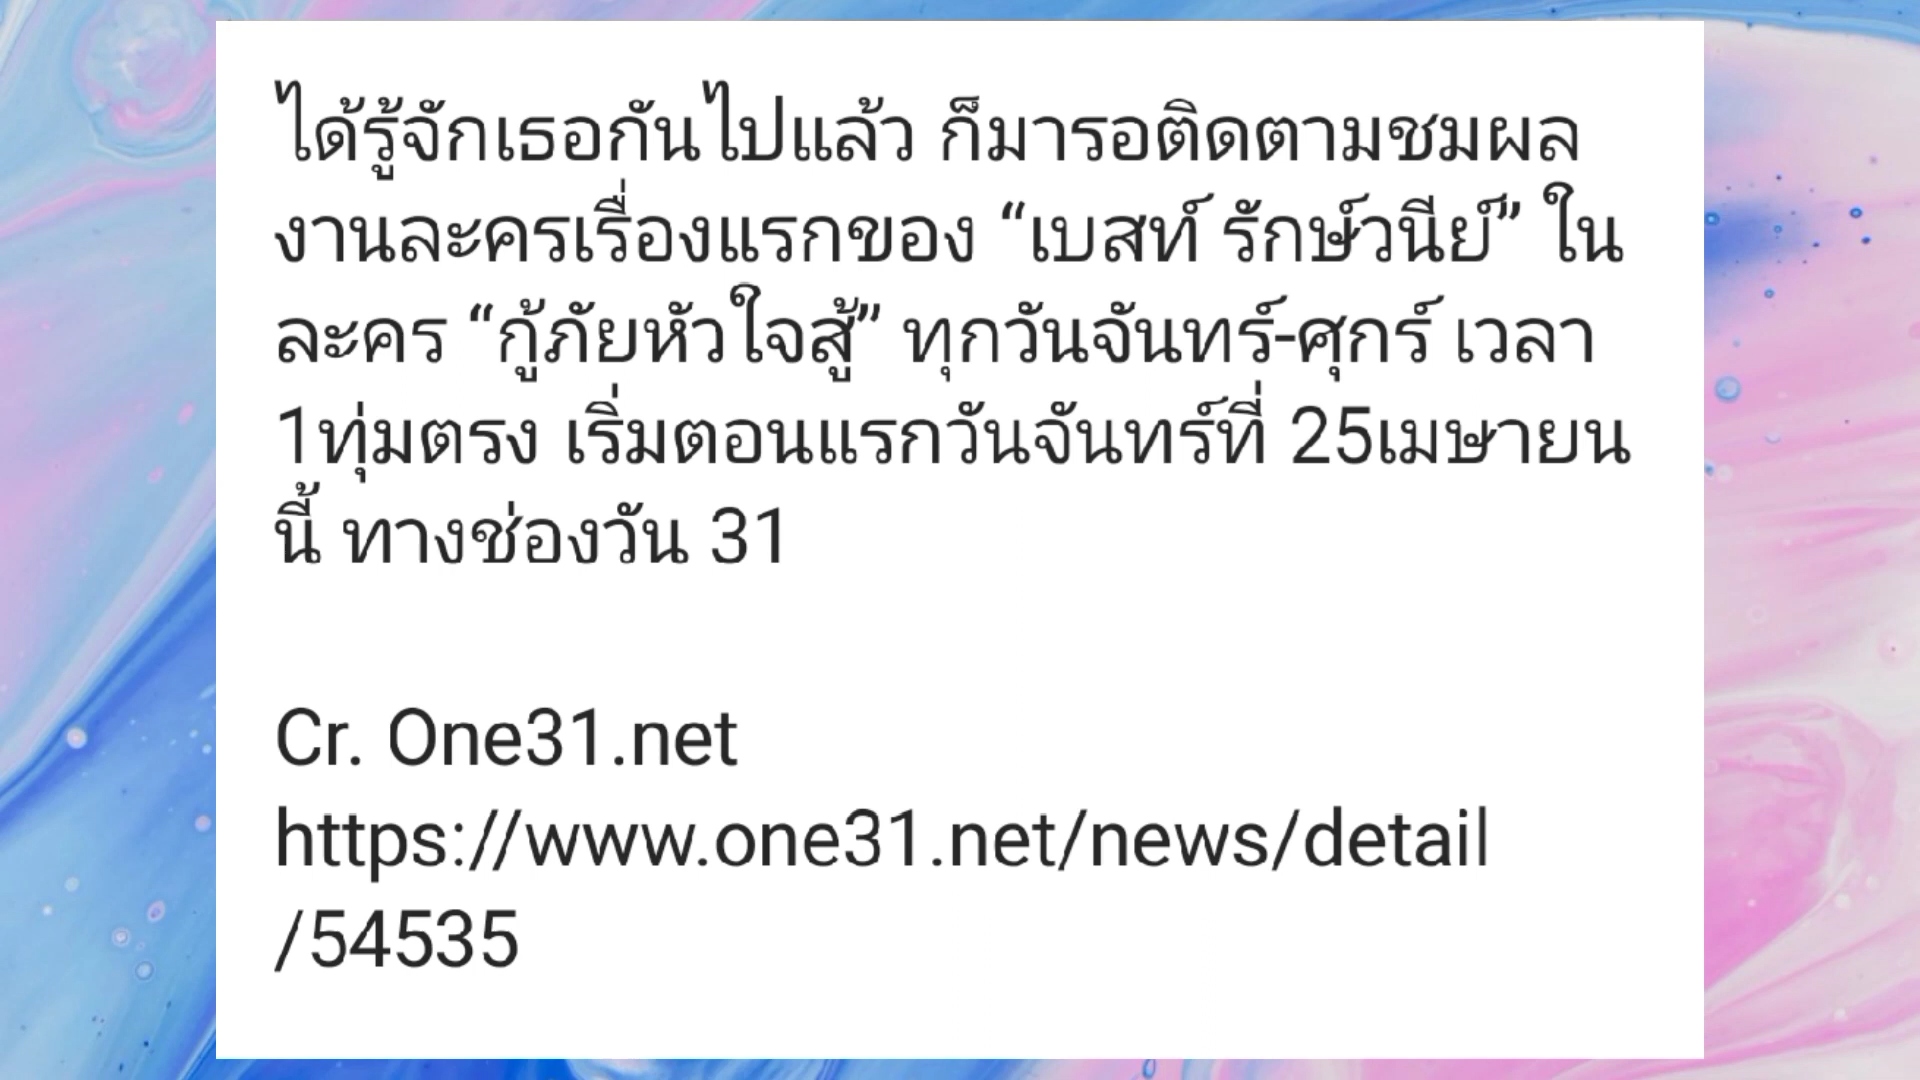 ได้รู้จักเธอกันไปแล้ว ก็มารอติดตามชมผล
งานละครเรื่องแรกของ “เบสท์ รักษ์วนีย์” ใน
ละคร “กู้ภัยหัวใจสู้” ทุกวันจันทร์-ศุกร์ เวลา
1ทุ่มตรง เริ่มตอนแรกวันจันทร์ที่ 25เมษายน
นี้ ทางช่องวัน 31
Cr. One31.net
https://www.one31.net/news/detail
/54535